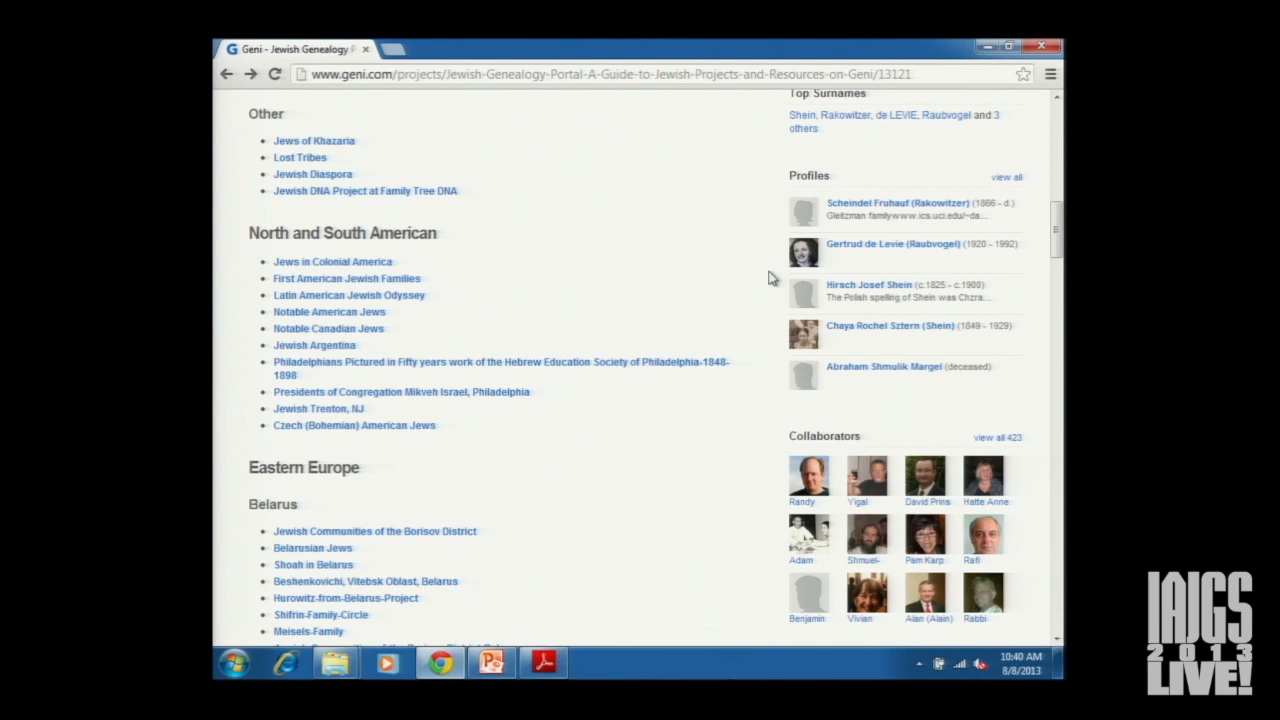 Geni - Jewish Genealogy P
www.geni.com/projects/Jewish-Genealogy-Portal-A-Guide-to-Jewish-Projects-and-Resources-on-Geni/13121
Other
Jews of Khazaria
Lost Tribes
Jewish Diaspora
Jewish DNA Project at Family Tree DNA
North and South American
Jews in Colonial America
First American Jewish Families
Latin American Jewish Odyssey
Notable American Jews
Notable Canadian Jews
Jewish Argentina
Philadelphians Pictured in Fifty years work of the Hebrew Education Society of Philadelphia-1848-
1898
Presidents of Congregation Mikveh Israel, Philadelphia
Jewish Trenton, NJ
Czech (Bohemian) American Jews
Eastern Europe
Belarus
Jewish Communities of the Borisov District
Belarusian Jews
Shoah in Belarus
Beshenkovichi, Vitebsk Oblast, Belarus
Hurowitz-from-Belarus-Project
Shifrin-Family-Circle
Meisels-Family
Top Surnames
Shein, Rakowitzer, de LEVIE, Raubvogel and 3
others
Profiles view all
Scheindel Fruhauf (Rakowitzer) (1866 - d.)
Gleitzman familywww.ics.uci.edu/~da...
Gertrud de Levie (Raubvogel) (1920 - 1992)
Hirsch Josef Shein (c.1825 - c.1900)
The Polish spelling of Shein was Chzra...
Chaya Rochel Sztern (Shein) (1849 - 1929)
Abraham Shmulik Margel (deceased)
Collaborators view all 423
Randy Yigal David Prins Hatte Anne
Adam Shmuel- Pam Karp Rafi
Benjamin Vivian Alan (Alain) Rabbi
10:40 AM
8/8/2013
IAJGS
2013
LIVE!